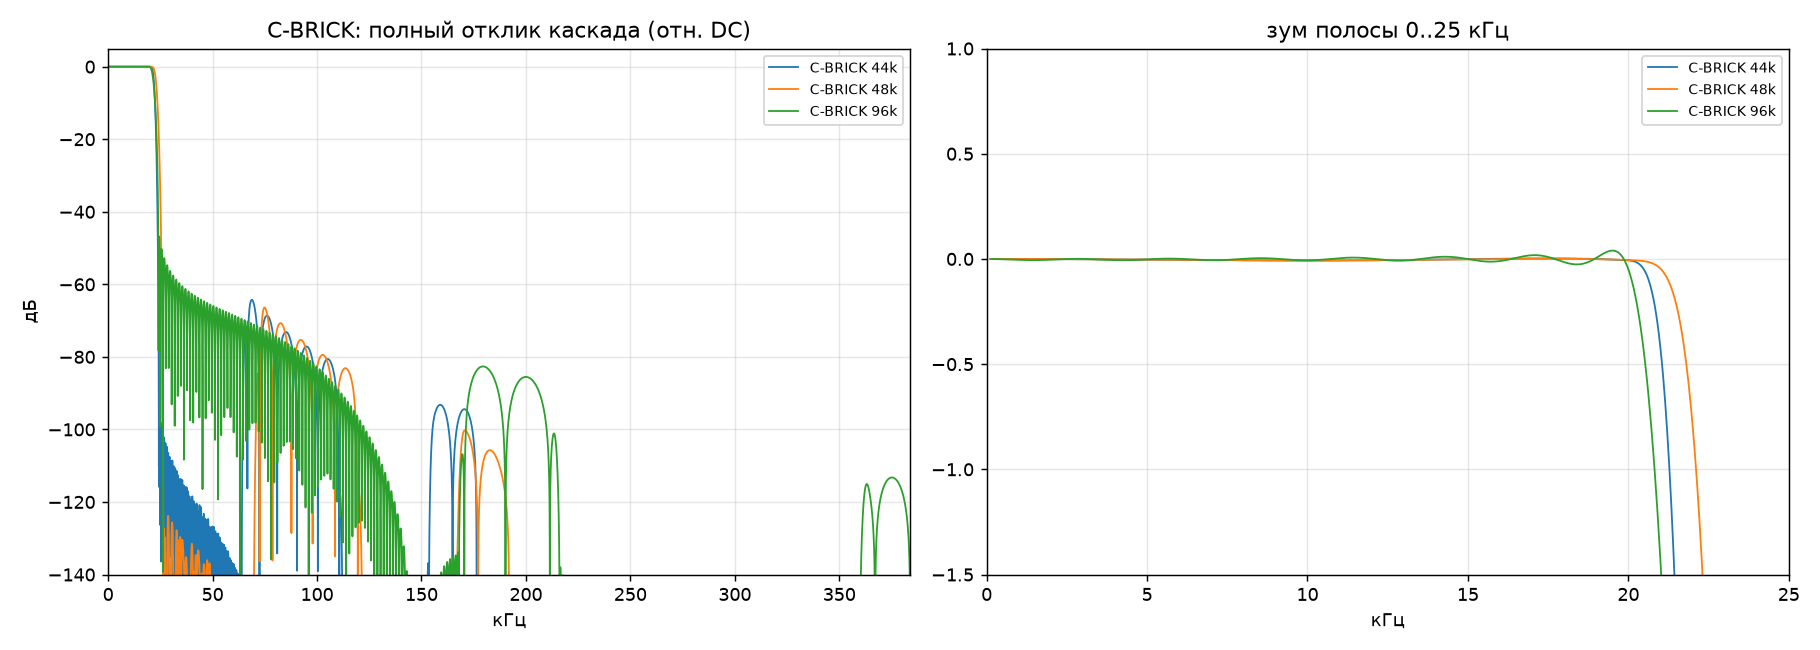 C-BRICK: полный отклик каскада (отн. DC)
C-BRICK 44k
C-BRICK 48k
C-BRICK 96k
дБ
0
−20
−40
−60
−80
−100
−120
−140
0 50 100 150 200 250 300 350
кГц
зум полосы 0..25 кГц
C-BRICK 44k
C-BRICK 48k
C-BRICK 96k
1.0
0.5
0.0
−0.5
−1.0
−1.5
0 5 10 15 20 25
кГц